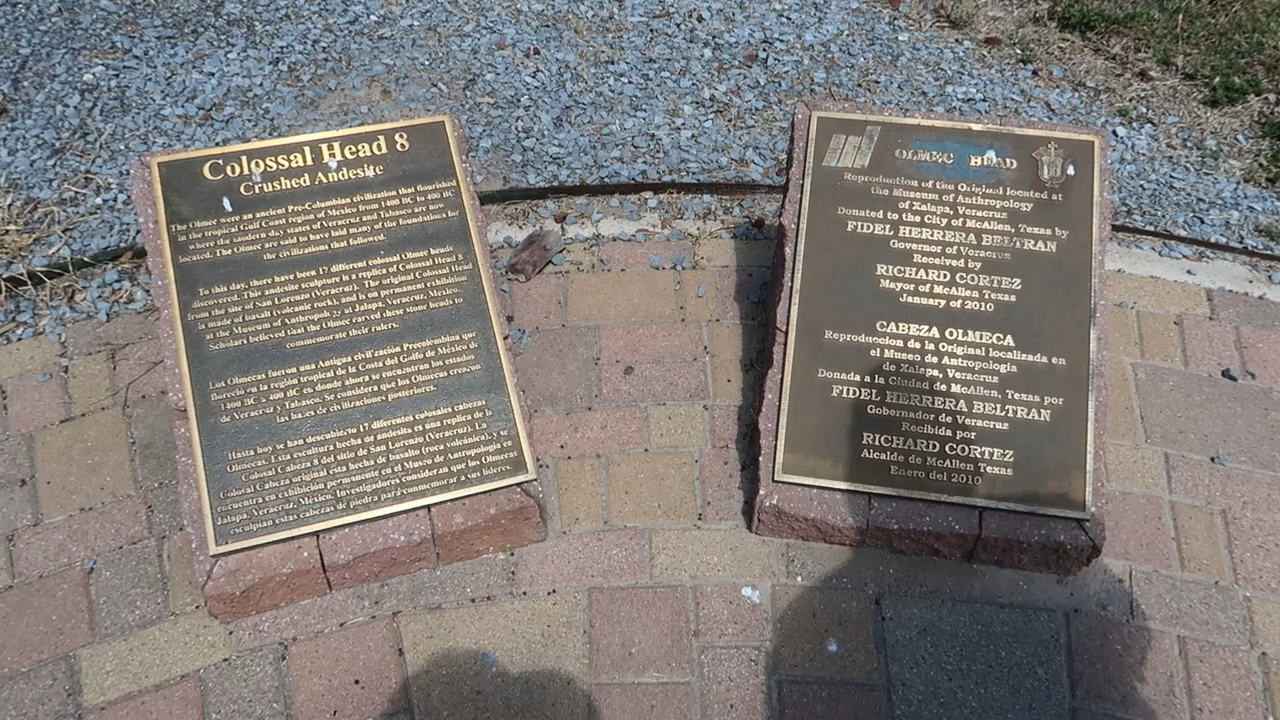 Colossal Head 8
Crushed Andesite
The Olmec were an ancient Pre-Columbian civilization that flourished
in the tropical Gulf Coast region of Mexico from 1400 BC to 400 BC
where the modern day states of Veracruz and Tabasco are now
located. The Olmec are said to have laid many of the foundations for
the civilizations that followed.
To this day, there have been 17 different colosal Olmec heads
discovered. This andesite sculpture is a replica of Colossal Head 8
from the site of San Lorenzo (Veracruz). The original Colossal Head
is made of basalt (volcanic rock), and is on permanent exhibition
at the Museum of Anthropology at Jalapa, Veracruz, Mexico.
Scholars believed that the Olmec carved these stone heads to
commemorate their rulers.
Los Olmecas fueron una Antigua civilización Precolombina que
floreció en la región tropical de la Costa del Golfo de México de
1400 BC a 400 BC en donde ahora se encuentran los estados
de Veracruz y Tabasco. Se considera que los Olmecas crearon
las bases de civilizaciones posteriores.
Hasta hoy se han descubierto 17 diferentes colosales cabezas
Olmecas. Esta escultura hecha de andesita es una replica de la
Colosal Cabeza 8 del sitio de San Lorenzo (Veracruz). La
Colosal Cabeza original esta hecha de basalto (roca volcánica), y se
encuentra en exhibición permanente en el Museo de Antropologia en
Jalapa, Veracruz, México. Investigadores consideran que los Olmecas
esculpían estas cabezas de piedra para conmemorar a sus líderes.
OLMEC HEAD
Reproduction of the Original located at
the Museum of Anthropology
of Xalapa, Veracruz
Donated to the City of McAllen, Texas by
FIDEL HERRERA BELTRAN
Governor of Veracruz
Received by
RICHARD CORTEZ
Mayor of McAllen Texas
January of 2010
CABEZA OLMECA
Reproduccion de la Original localizada en
el Museo de Antropologia
de Xalapa, Veracruz
Donada a la Ciudad de McAllen, Texas por
FIDEL HERRERA BELTRAN
Gobernador de Veracruz
Recibida por
RICHARD CORTEZ
Alcalde de McAllen Texas
Enero del 2010